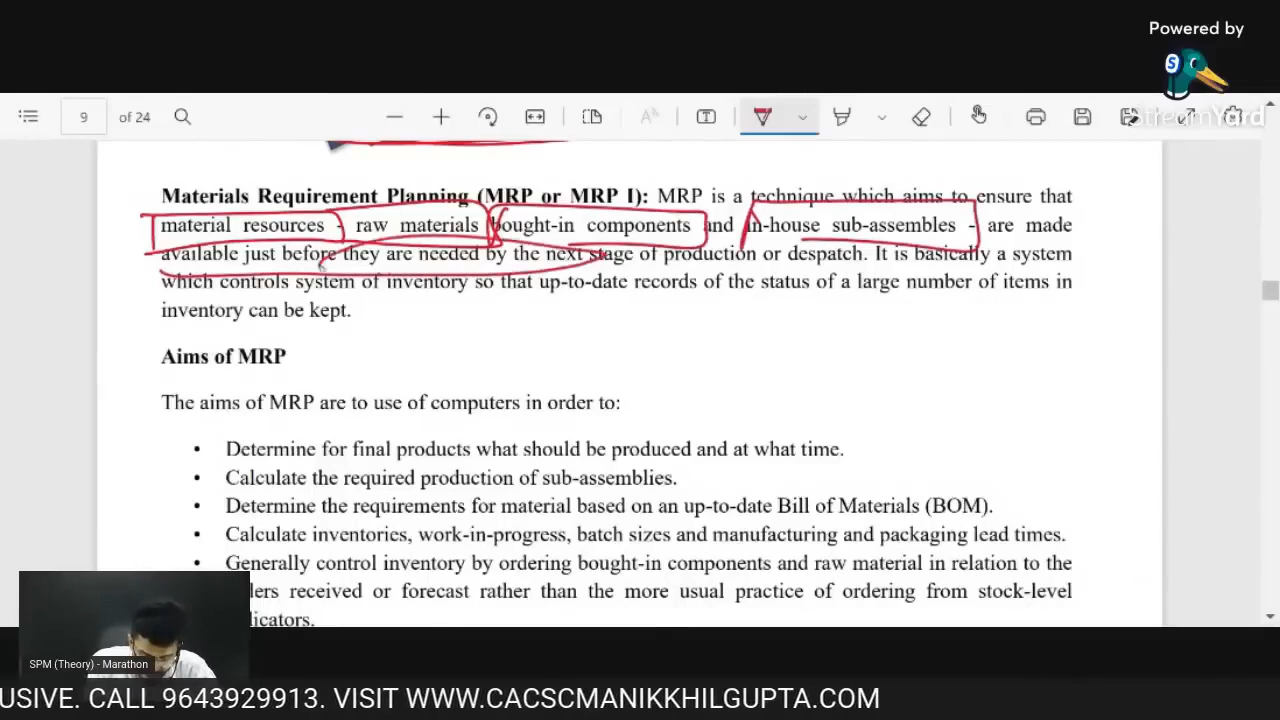 Powered by
S
StreamYard
9 of 24
Materials Requirement Planning (MRP or MRP I): MRP is a technique which aims to ensure that
material resources - raw materials bought-in components and in-house sub-assembles - are made
available just before they are needed by the next stage of production or despatch. It is basically a system
which controls system of inventory so that up-to-date records of the status of a large number of items in
inventory can be kept.
Aims of MRP
The aims of MRP are to use of computers in order to:
• Determine for final products what should be produced and at what time.
• Calculate the required production of sub-assemblies.
• Determine the requirements for material based on an up-to-date Bill of Materials (BOM).
• Calculate inventories, work-in-progress, batch sizes and manufacturing and packaging lead times.
• Generally control inventory by ordering bought-in components and raw material in relation to the
received or forecast rather than the more usual practice of ordering from stock-level
SPM (Theory) - Marathon
USIVE. CALL 9643929913. VISIT WWW.CACSCMANIKKHILGUPTA.COM